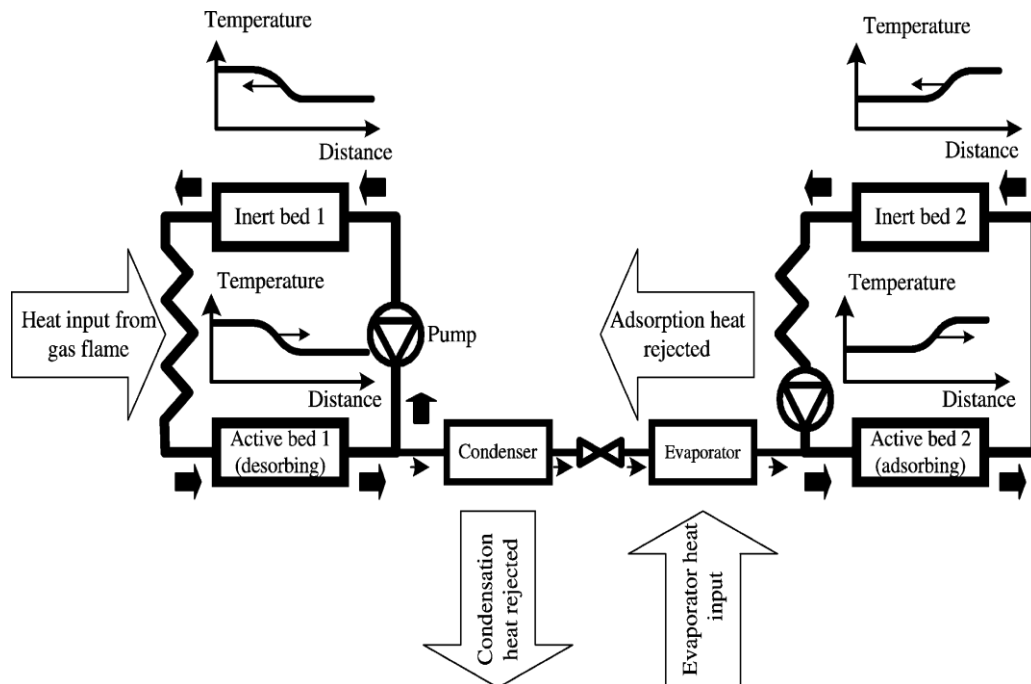 Temperature
Distance
Temperature
Distance
Inert bed 1
Inert bed 2
Heat input from
gas flame
Temperature
Distance
Pump
Adsorption heat
rejected
Temperature
Distance
Active bed 1
(desorbing)
Condenser
Evaporator
Active bed 2
(adsorbing)
Condensation
heat rejected
Evaporator heat
input